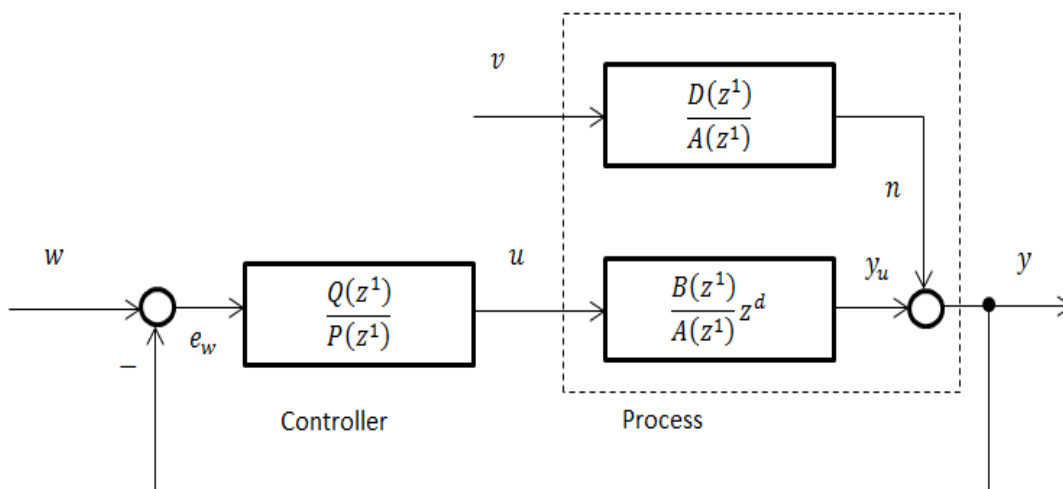 v
D(z¹)
A(z¹)
n
w
u
y_u
y
Q(z¹)
P(z¹)
B(z¹)
A(z¹)
z^d
e_w
−
Controller
Process